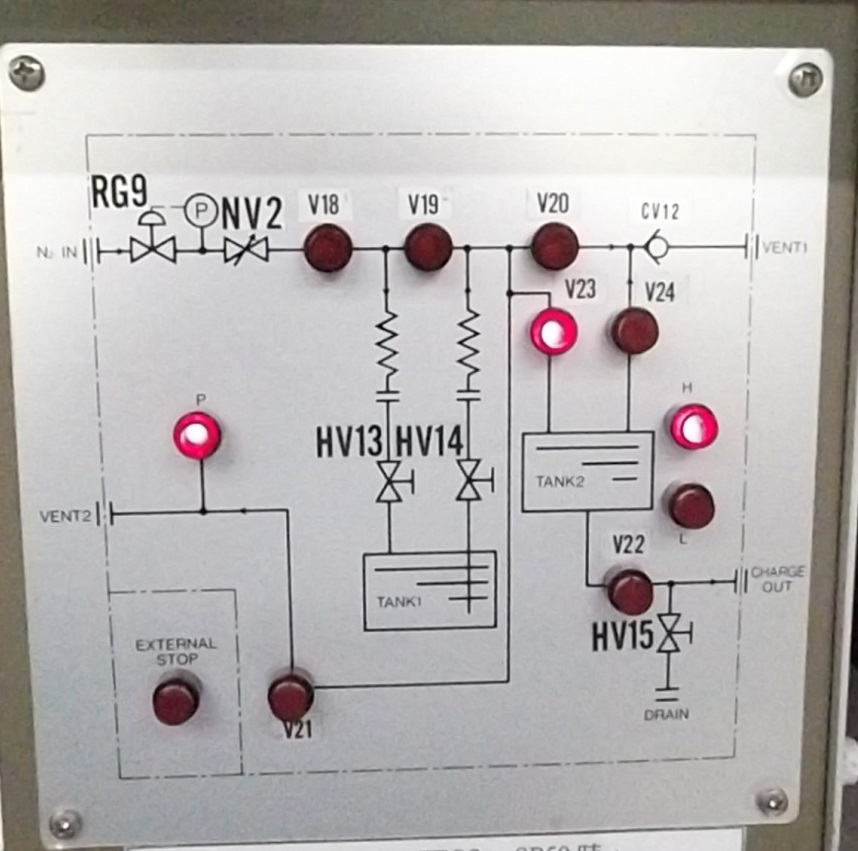 RG9
P
NV2
V18
V19
V20
CV12
N₂ IN
VENT1
V23
V24
P
H
HV13
HV14
TANK2
VENT2
L
V22
CHARGE
OUT
TANK1
HV15
EXTERNAL
STOP
DRAIN
V21